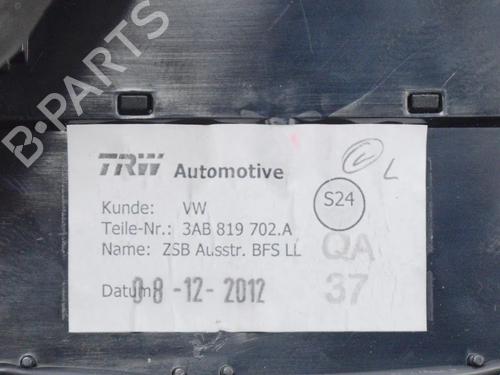 B-PARTS
TRW Automotive
L
S24
Kunde: VW
Teile-Nr.: 3AB 819 702.A
Name: ZSB Ausstr. BFS LL
QA
37
Datum 08-12-2012